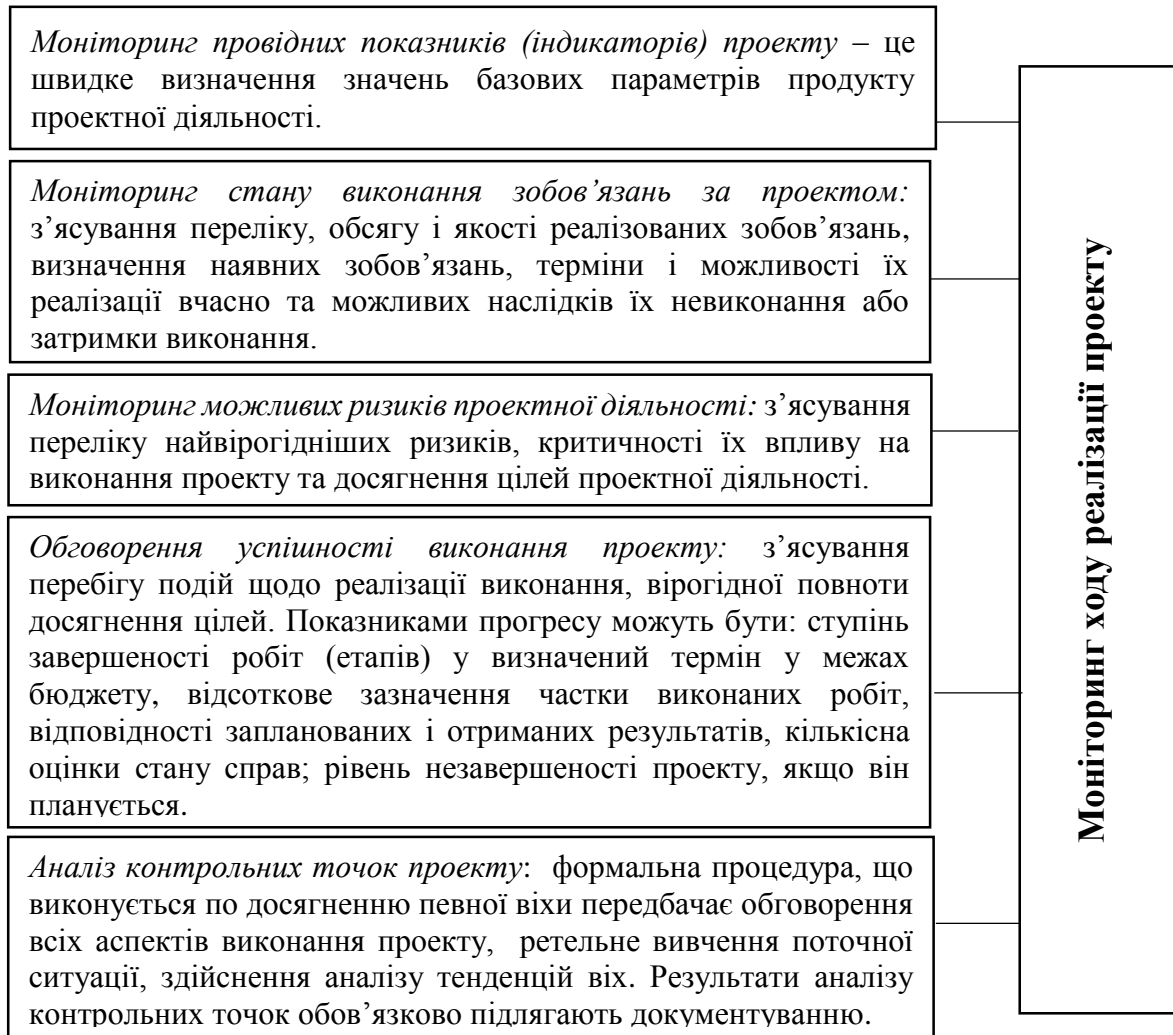 Моніторинг провідних показників (індикаторів) проекту – це
швидке визначення значень базових параметрів продукту
проектної діяльності.
Моніторинг стану виконання зобов’язань за проектом:
з’ясування переліку, обсягу і якості реалізованих зобов’язань,
визначення наявних зобов’язань, терміни і можливості їх
реалізації вчасно та можливих наслідків їх невиконання або
затримки виконання.
Моніторинг можливих ризиків проектної діяльності: з’ясування
переліку найвірогідніших ризиків, критичності їх впливу на
виконання проекту та досягнення цілей проектної діяльності.
Обговорення успішності виконання проекту: з’ясування
перебігу подій щодо реалізації виконання, вірогідної повноти
досягнення цілей. Показниками прогресу можуть бути: ступінь
завершеності робіт (етапів) у визначений термін у межах
бюджету, відсоткове зазначення частки виконаних робіт,
відповідності запланованих і отриманих результатів, кількісна
оцінки стану справ; рівень незавершеності проекту, якщо він
планується.
Аналіз контрольних точок проекту: формальна процедура, що
виконується по досягненню певної віхи передбачає обговорення
всіх аспектів виконання проекту, ретельне вивчення поточної
ситуації, здійснення аналізу тенденцій віх. Результати аналізу
контрольних точок обов’язково підлягають документуванню.
Моніторинг ходу реалізації проекту